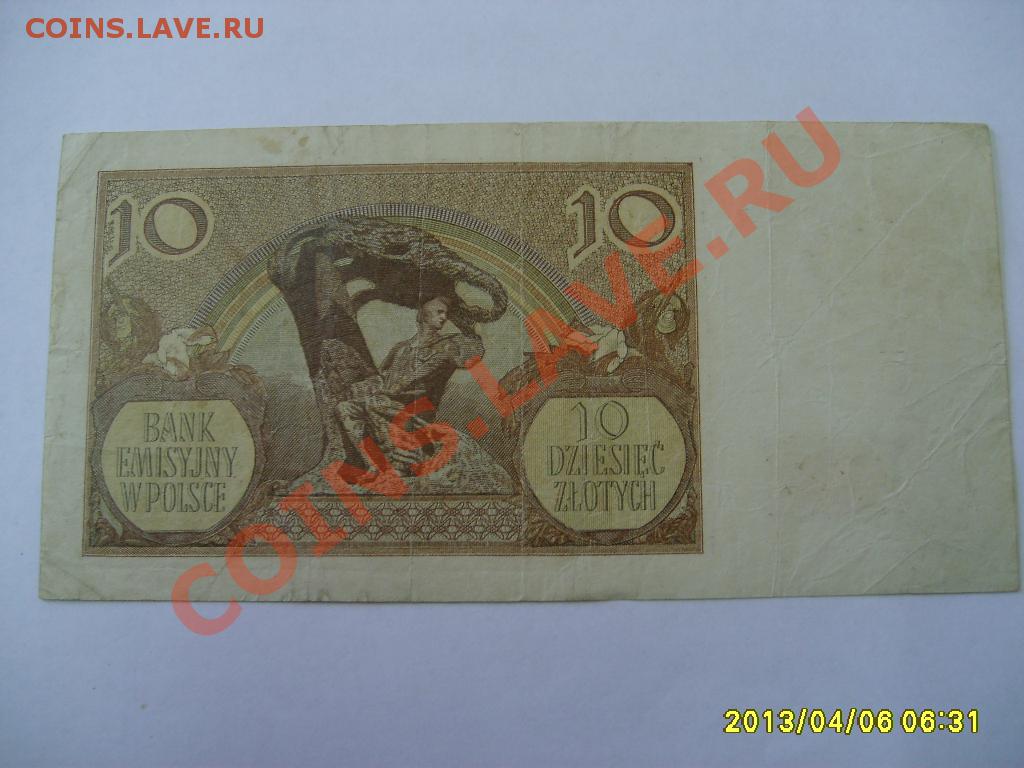 COINS.LAVE.RU
10
10
BANK
EMISYJNY
W POLSCE
10
DZIESIĘĆ
ZŁOTYCH
COINS.LAVE.RU
2013/04/06 06:31